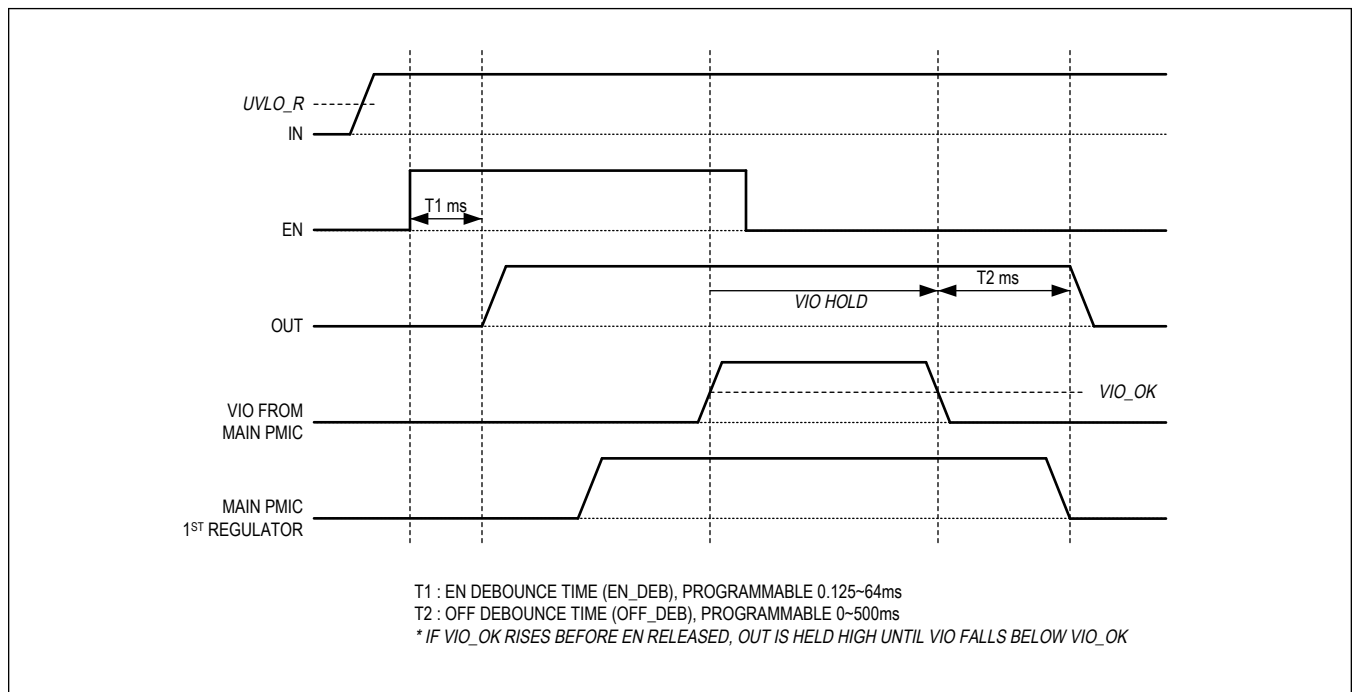 UVLO_R
IN
T1 ms
EN
T2 ms
VIO HOLD
OUT
VIO_OK
VIO FROM
MAIN PMIC
MAIN PMIC
1ST REGULATOR
T1 : EN DEBOUNCE TIME (EN_DEB), PROGRAMMABLE 0.125~64ms
T2 : OFF DEBOUNCE TIME (OFF_DEB), PROGRAMMABLE 0~500ms
* IF VIO_OK RISES BEFORE EN RELEASED, OUT IS HELD HIGH UNTIL VIO FALLS BELOW VIO_OK